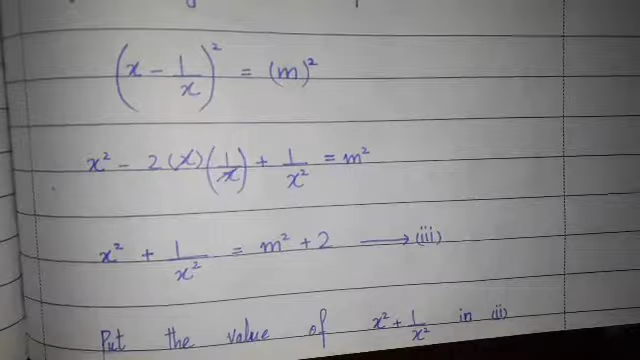 (x - 1/x)² = (m)²
x² - 2(x)(1/x) + 1/x² = m²
x² + 1/x² = m² + 2 ⟶ (iii)
Put the value of x² + 1/x² in (ii)